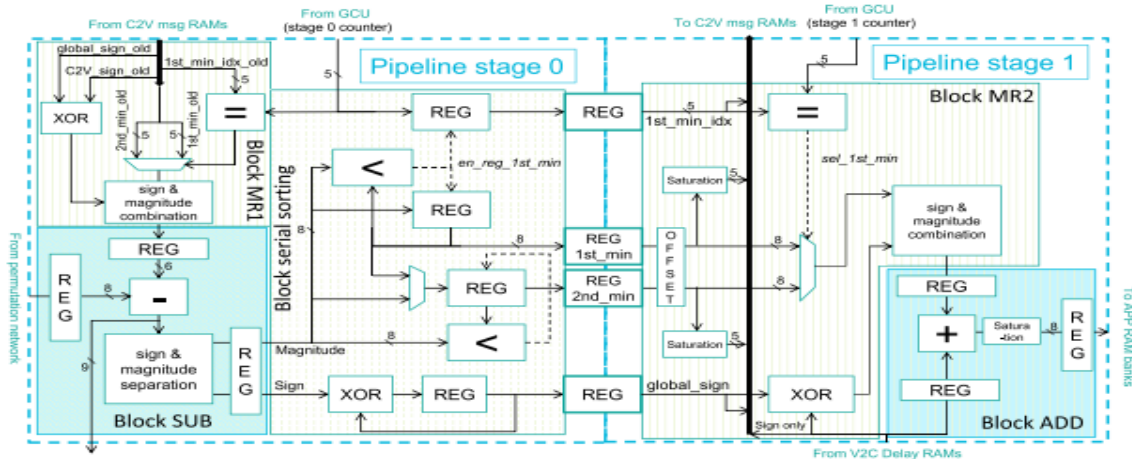 From C2V msg RAMs
From GCU
(stage 0 counter)
To C2V msg RAMs
From GCU
(stage 1 counter)
global_sign_old
C2V sign_old
1st_min_idx_old
5
5
5
Pipeline stage 0
Pipeline stage 1
XOR
2nd_min_old
5
5
1st_min_old
=
REG
REG
5
1st_min_idx
=
Block MR2
sign &
magnitude
combination
Block MR1
<
en_reg_1st_min
REG
Saturation
5
sel_1st_min
sign &
magnitude
combination
From permutation network
REG
6
REG
8
-
9
sign &
magnitude
separation
REG
Block SUB
Block serial sorting
8
8
REG
1st_min
REG
REG
2nd_min
OFFSET
8
8
8
<
Magnitude
Saturation
5
REG
+
Satura
-tion
8
REG
To APP RAM banks
Sign
XOR
REG
REG
global_sign
XOR
REG
Sign only
Block ADD
From V2C Delay RAMs